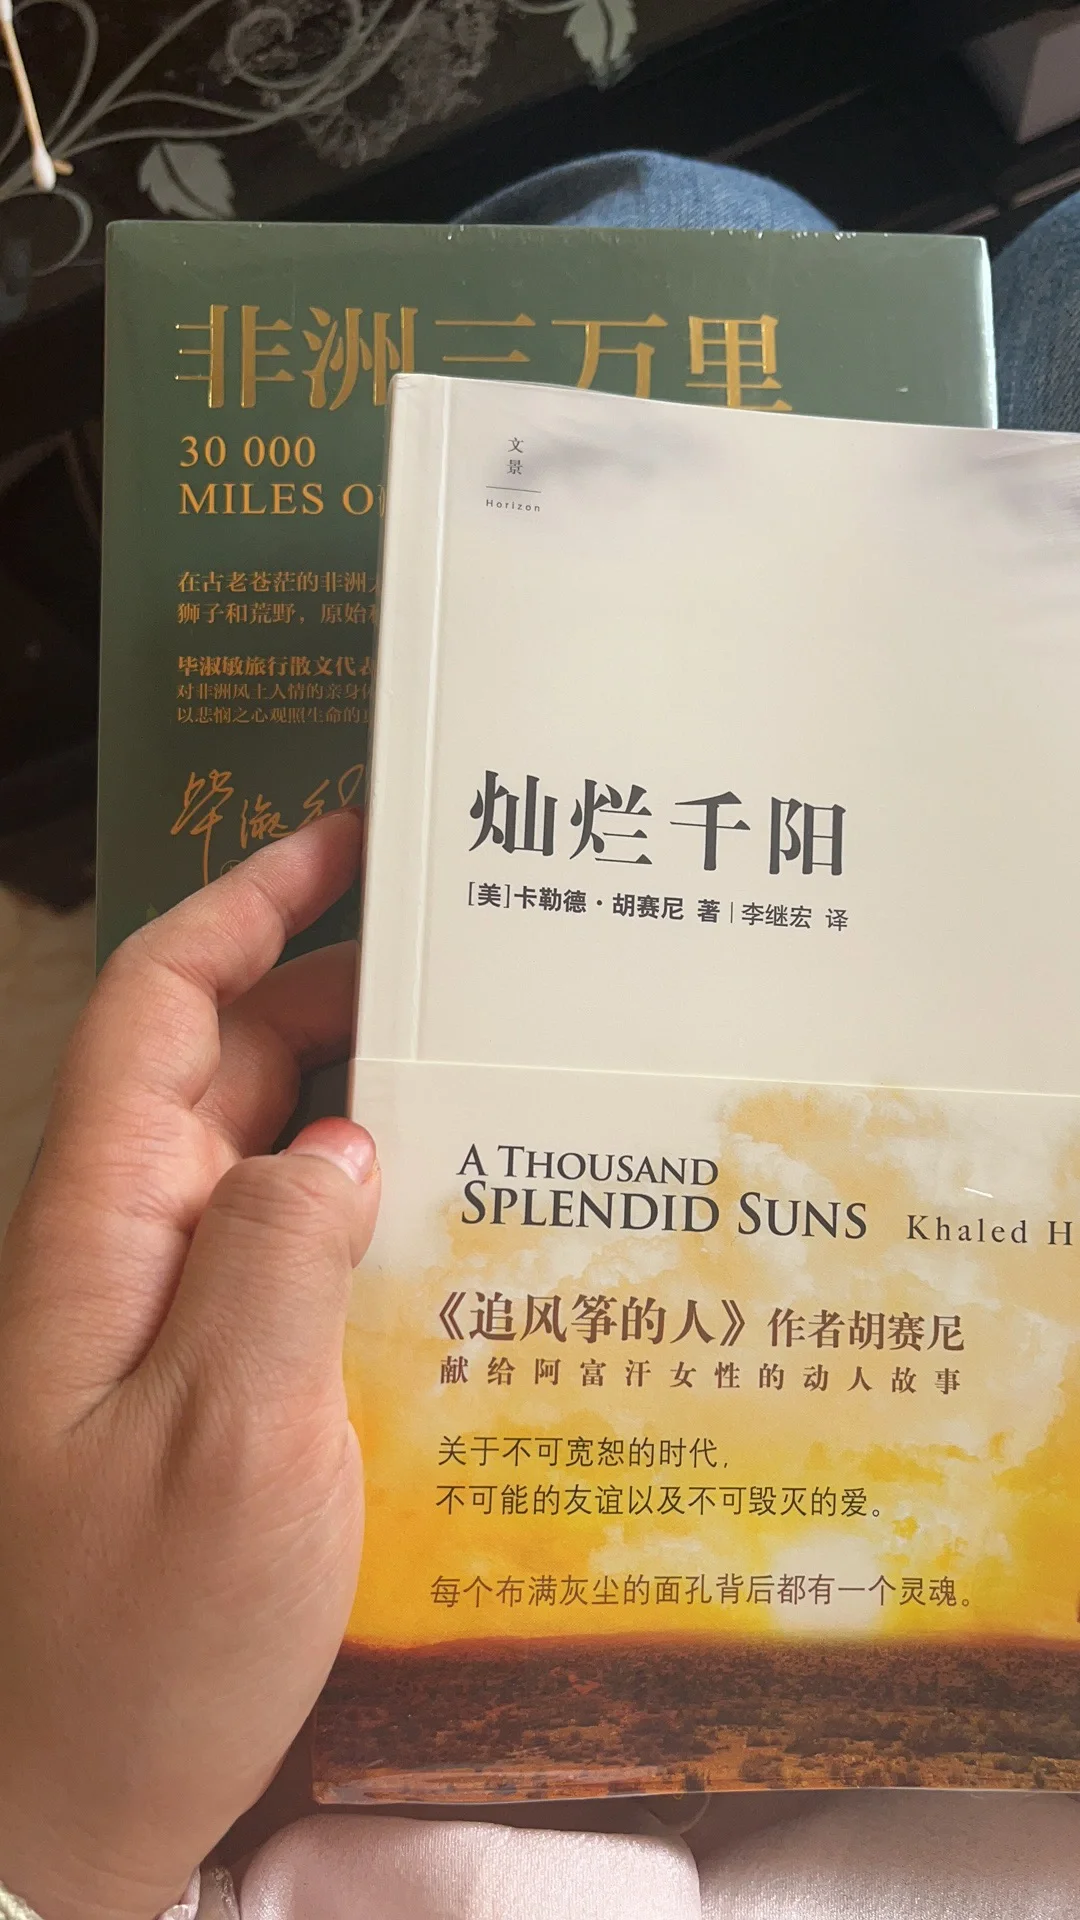 非洲三万里
30 000
MILES O
在古老苍茫的非洲
狮子和荒野，原始
毕淑敏旅行散文代表
对非洲风土人情的亲身
以悲悯之心观照生命的
毕淑
文
景
Horizon
灿烂千阳
[美]卡勒德·胡赛尼 著|李继宏 译
A THOUSAND
SPLENDID SUNS Khaled H
《追风筝的人》作者胡赛尼
献给阿富汗女性的动人故事
关于不可宽恕的时代,
不可能的友谊以及不可毁灭的爱。
每个布满灰尘的面孔背后都有一个灵魂。